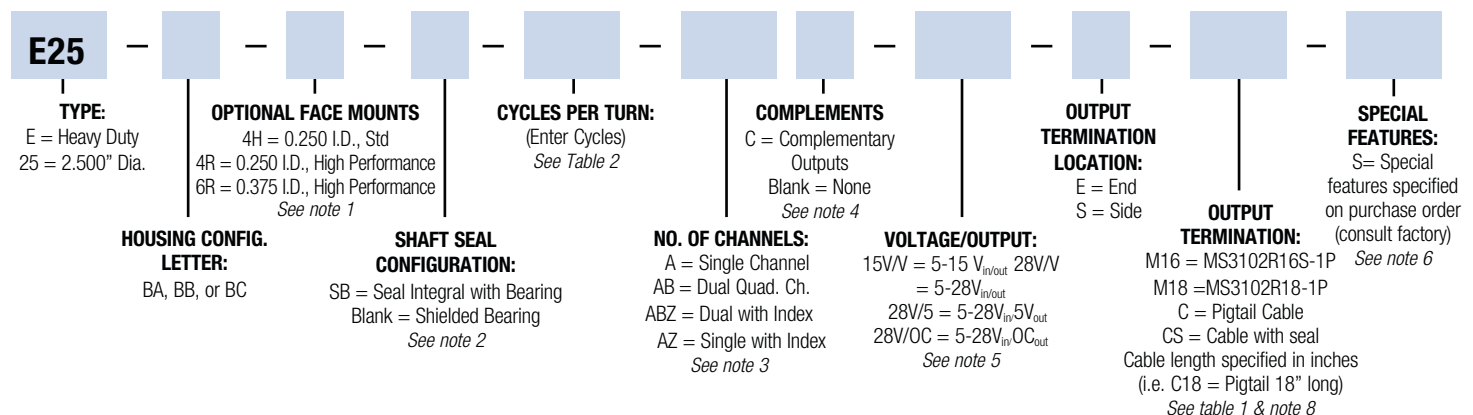 E25 – – – – – – – – – –
TYPE:
E = Heavy Duty
25 = 2.500" Dia.
HOUSING CONFIG.
LETTER:
BA, BB, or BC
OPTIONAL FACE MOUNTS
4H = 0.250 I.D., Std
4R = 0.250 I.D., High Performance
6R = 0.375 I.D., High Performance
See note 1
SHAFT SEAL
CONFIGURATION:
SB = Seal Integral with Bearing
Blank = Shielded Bearing
See note 2
CYCLES PER TURN:
(Enter Cycles)
See Table 2
NO. OF CHANNELS:
A = Single Channel
AB = Dual Quad. Ch.
ABZ = Dual with Index
AZ = Single with Index
See note 3
COMPLEMENTS
C = Complementary
Outputs
Blank = None
See note 4
VOLTAGE/OUTPUT:
15V/V = 5-15 Vin/out 28V/V
= 5-28Vin/out
28V/5 = 5-28Vin/5Vout
28V/OC = 5-28Vin/OCout
See note 5
OUTPUT
TERMINATION
LOCATION:
E = End
S = Side
OUTPUT
TERMINATION:
M16 = MS3102R16S-1P
M18 =MS3102R18-1P
C = Pigtail Cable
CS = Cable with seal
Cable length specified in inches
(i.e. C18 = Pigtail 18" long)
See table 1 & note 8
SPECIAL
FEATURES:
S= Special
features specified
on purchase order
(consult factory)
See note 6